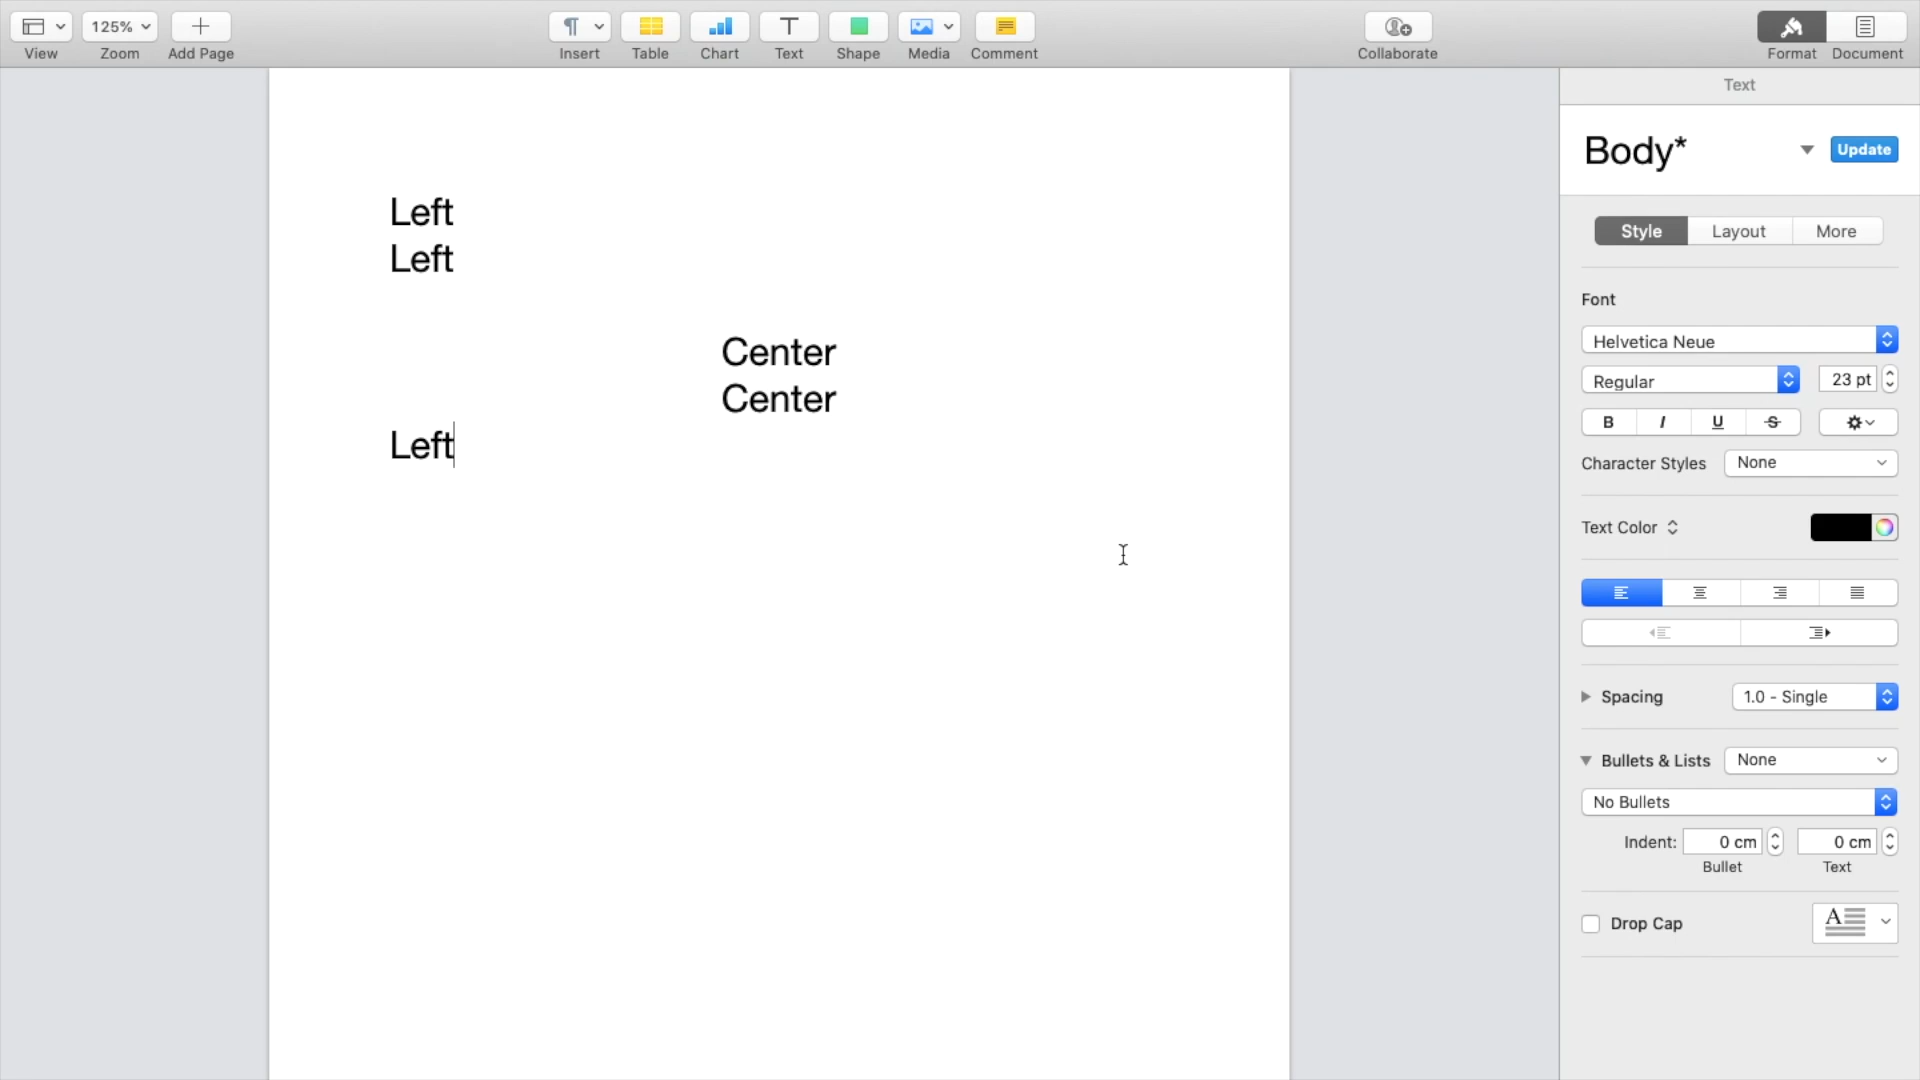 125%
View
Zoom
Add Page
Insert
Table
Chart
Text
Shape
Media
Comment
Collaborate
Format
Document
Left
Left
Center
Center
Left
Text
Body*
Update
Style
Layout
More
Font
Helvetica Neue
Regular
23 pt
B I U S
Character Styles
None
Text Color
Spacing
1.0 - Single
Bullets & Lists
None
No Bullets
Indent:
0 cm
0 cm
Bullet
Text
Drop Cap
A